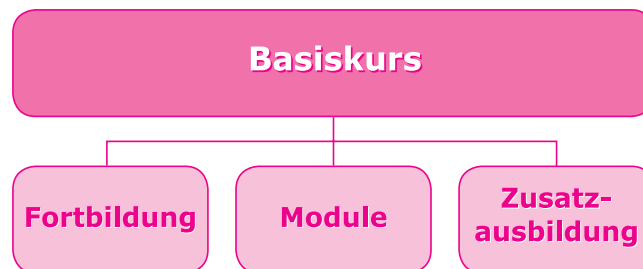 Basiskurs
Fortbildung
Module
Zusatz-
ausbildung